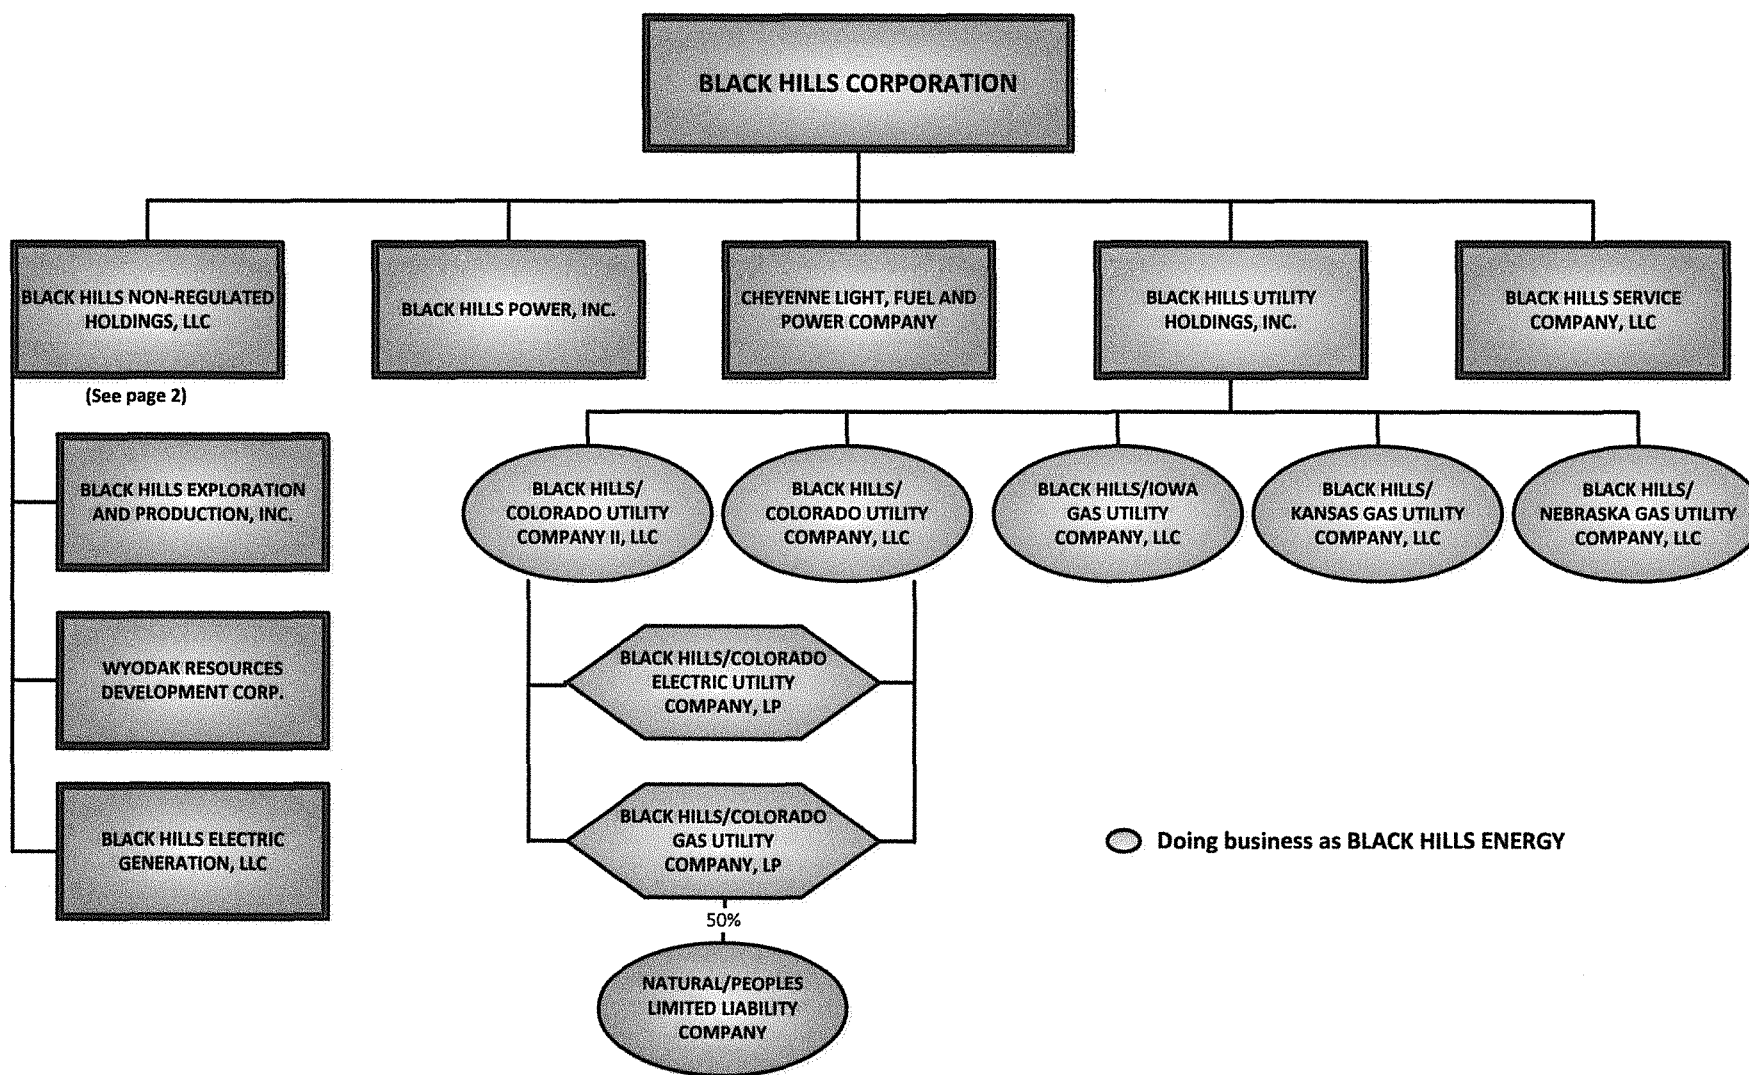 BLACK HILLS CORPORATION
BLACK HILLS NON-REGULATED
HOLDINGS, LLC
BLACK HILLS POWER, INC.
CHEYENNE LIGHT, FUEL AND
POWER COMPANY
BLACK HILLS UTILITY
HOLDINGS, INC.
BLACK HILLS SERVICE
COMPANY, LLC
(See page 2)
BLACK HILLS EXPLORATION
AND PRODUCTION, INC.
WYODAK RESOURCES
DEVELOPMENT CORP.
BLACK HILLS ELECTRIC
GENERATION, LLC
BLACK HILLS/
COLORADO UTILITY
COMPANY II, LLC
BLACK HILLS/
COLORADO UTILITY
COMPANY, LLC
BLACK HILLS/IOWA
GAS UTILITY
COMPANY, LLC
BLACK HILLS/
KANSAS GAS UTILITY
COMPANY, LLC
BLACK HILLS/
NEBRASKA GAS UTILITY
COMPANY, LLC
BLACK HILLS/COLORADO
ELECTRIC UTILITY
COMPANY, LP
BLACK HILLS/COLORADO
GAS UTILITY
COMPANY, LP
50%
NATURAL/PEOPLES
LIMITED LIABILITY
COMPANY
Doing business as BLACK HILLS ENERGY